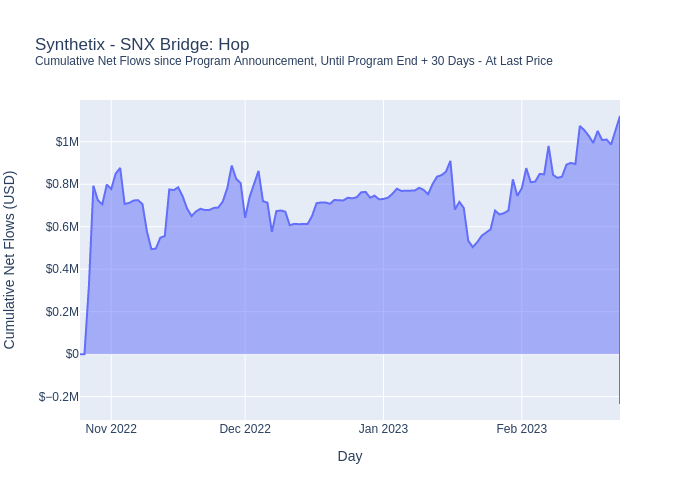 Synthetix - SNX Bridge: Hop
Cumulative Net Flows since Program Announcement, Until Program End + 30 Days - At Last Price
Cumulative Net Flows (USD)
$1M
$0.8M
$0.6M
$0.4M
$0.2M
$0
$−0.2M
Nov 2022
Dec 2022
Jan 2023
Feb 2023
Day